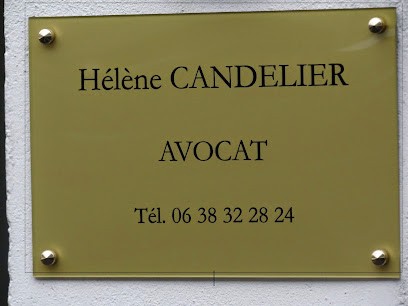 Hélène CANDELIER
AVOCAT
Tél. 06 38 32 28 24